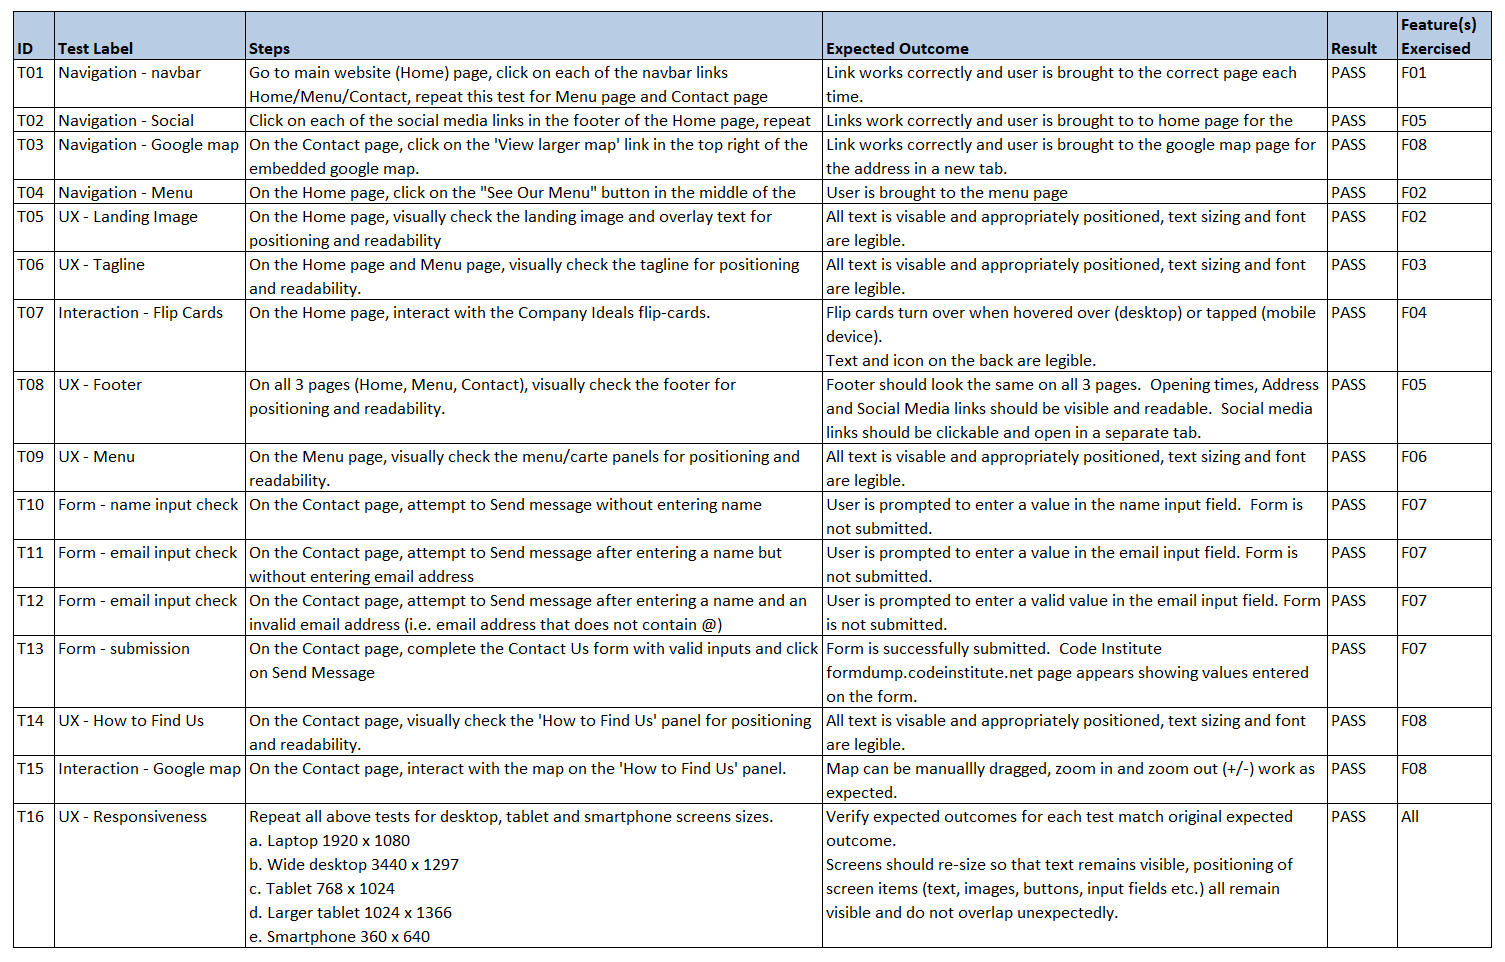 ID Test Label Steps Expected Outcome Result Feature(s) Exercised
T01 Navigation - navbar Go to main website (Home) page, click on each of the navbar links Link works correctly and user is brought to the correct page each PASS F01
Home/Menu/Contact, repeat this test for Menu page and Contact page time.
T02 Navigation - Social Click on each of the social media links in the footer of the Home page, repeat Links work correctly and user is brought to to home page for the PASS F05
T03 Navigation - Google map On the Contact page, click on the 'View larger map' link in the top right of the Link works correctly and user is brought to the google map page for PASS F08
embedded google map. the address in a new tab.
T04 Navigation - Menu On the Home page, click on the "See Our Menu" button in the middle of the User is brought to the menu page PASS F02
T05 UX - Landing Image On the Home page, visually check the landing image and overlay text for All text is visable and appropriately positioned, text sizing and font PASS F02
positioning and readability are legible.
T06 UX - Tagline On the Home page and Menu page, visually check the tagline for positioning All text is visable and appropriately positioned, text sizing and font PASS F03
and readability. are legible.
T07 Interaction - Flip Cards On the Home page, interact with the Company Ideals flip-cards. Flip cards turn over when hovered over (desktop) or tapped (mobile PASS F04
device).
Text and icon on the back are legible.
T08 UX - Footer On all 3 pages (Home, Menu, Contact), visually check the footer for Footer should look the same on all 3 pages.  Opening times, Address PASS F05
positioning and readability. and Social Media links should be visible and readable.  Social media
links should be clickable and open in a separate tab.
T09 UX - Menu On the Menu page, visually check the menu/carte panels for positioning and All text is visable and appropriately positioned, text sizing and font PASS F06
readability. are legible.
T10 Form - name input check On the Contact page, attempt to Send message without entering name User is prompted to enter a value in the name input field.  Form is PASS F07
not submitted.
T11 Form - email input check On the Contact page, attempt to Send message after entering a name but User is prompted to enter a value in the email input field. Form is PASS F07
without entering email address not submitted.
T12 Form - email input check On the Contact page, attempt to Send message after entering a name and an User is prompted to enter a valid value in the email input field. Form PASS F07
invalid email address (i.e. email address that does not contain @) is not submitted.
T13 Form - submission On the Contact page, complete the Contact Us form with valid inputs and click Form is successfully submitted.  Code Institute PASS F07
on Send Message formdump.codeinstitute.net page appears showing values entered
on the form.
T14 UX - How to Find Us On the Contact page, visually check the 'How to Find Us' panel for positioning All text is visable and appropriately positioned, text sizing and font PASS F08
and readability. are legible.
T15 Interaction - Google map On the Contact page, interact with the map on the 'How to Find Us' panel. Map can be manuallly dragged, zoom in and zoom out (+/-) work as PASS F08
expected.
T16 UX - Responsiveness Repeat all above tests for desktop, tablet and smartphone screens sizes. Verify expected outcomes for each test match original expected PASS All
a. Laptop 1920 x 1080 outcome.
b. Wide desktop 3440 x 1297 Screens should re-size so that text remains visible, positioning of
c. Tablet 768 x 1024 screen items (text, images, buttons, input fields etc.) all remain
d. Larger tablet 1024 x 1366 visible and do not overlap unexpectedly.
e. Smartphone 360 x 640